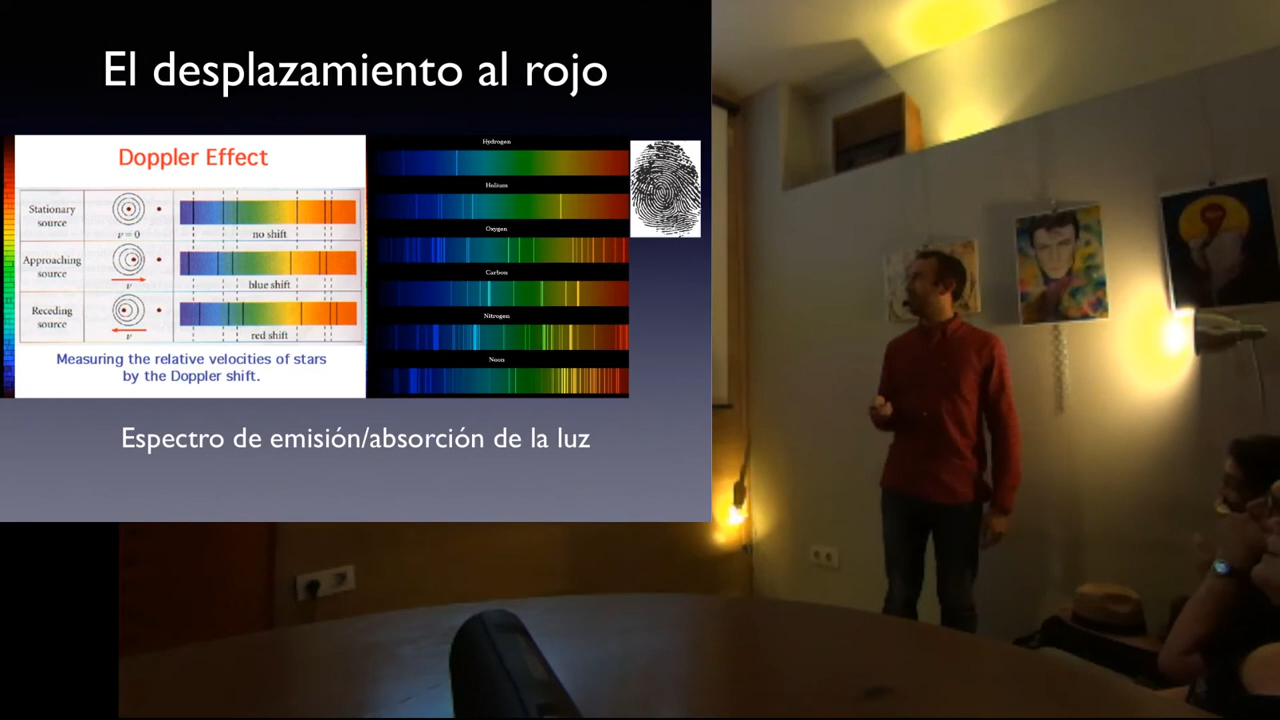 El desplazamiento al rojo
Doppler Effect
Stationary
source
ν = 0
no shift
Approaching
source
ν
blue shift
Receding
source
ν
red shift
Measuring the relative velocities of stars
by the Doppler shift.
Hydrogen
Helium
Oxygen
Carbon
Nitrogen
Neon
Espectro de emisión/absorción de la luz